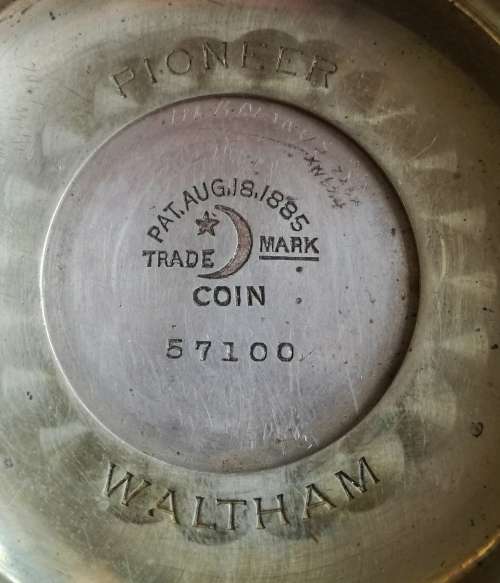 PIONEER
PAT. AUG. 18. 1885
TRADE MARK
COIN
57100
WALTHAM